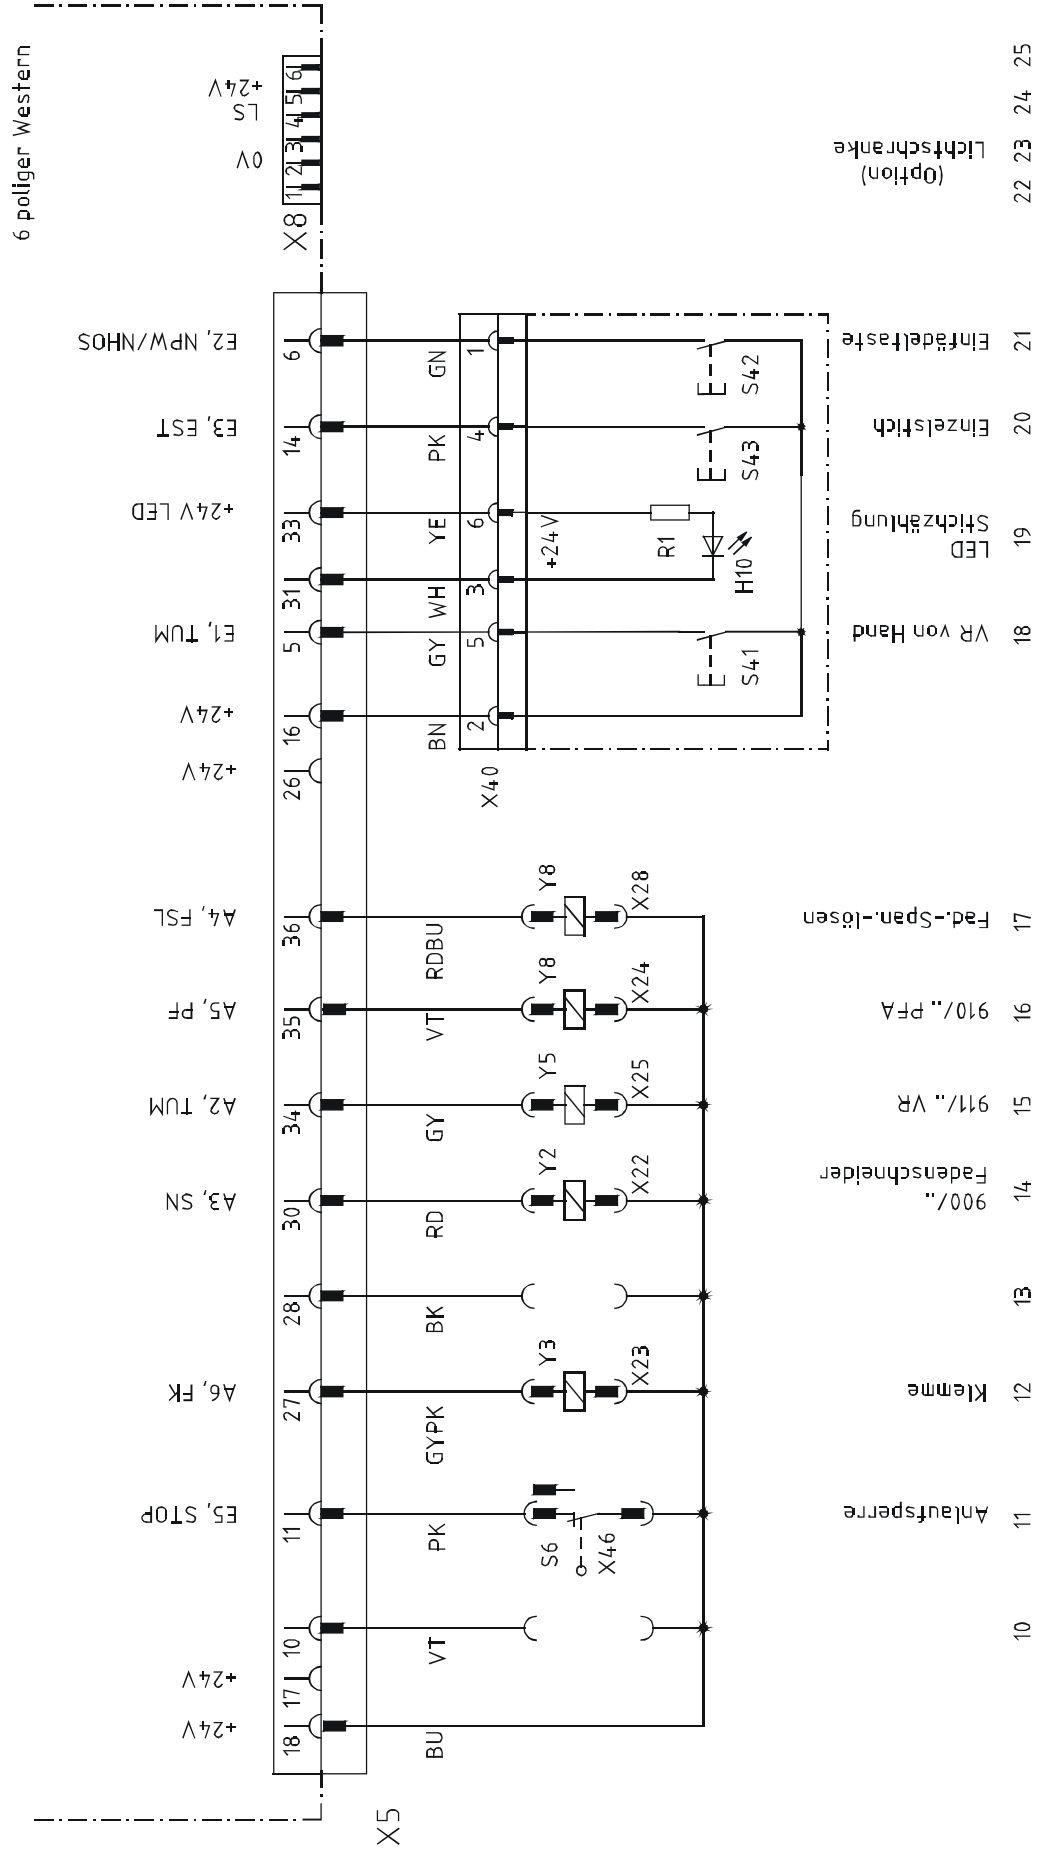 6 poliger Western
X8
1 2 3 4 5 6
0V
LS
+24V
X5
+24V
18
BU
+24V
17
10
VT
10
E5, STOP
11
PK
S6
X46
Anlaufsperre
11
A6, FK
27
GYPK
Y3
X23
Klemme
12
28
BK
13
A3, SN
30
RD
Y2
X22
900/..
Fadenschneider
14
A2, TUM
34
GY
Y5
X25
911/.. VR
15
A5, PF
35
VT
Y8
X24
910/.. PFA
16
A4, FSL
36
RDBU
Y8
X28
Fad.-Span.-lösen
17
+24V
26
+24V
16
BN
2
X40
E1, TUM
5
GY
5
S41
VR von Hand
18
31
WH
3
H10
+24V LED
33
YE
6
+24V
R1
LED
Stichzählung
19
E3, EST
14
PK
4
S43
Einzelstich
20
E2, NPW/NHOS
6
GN
1
S42
Einfädeltaste
21
(Option)
Lichtschranke
22
23
24
25